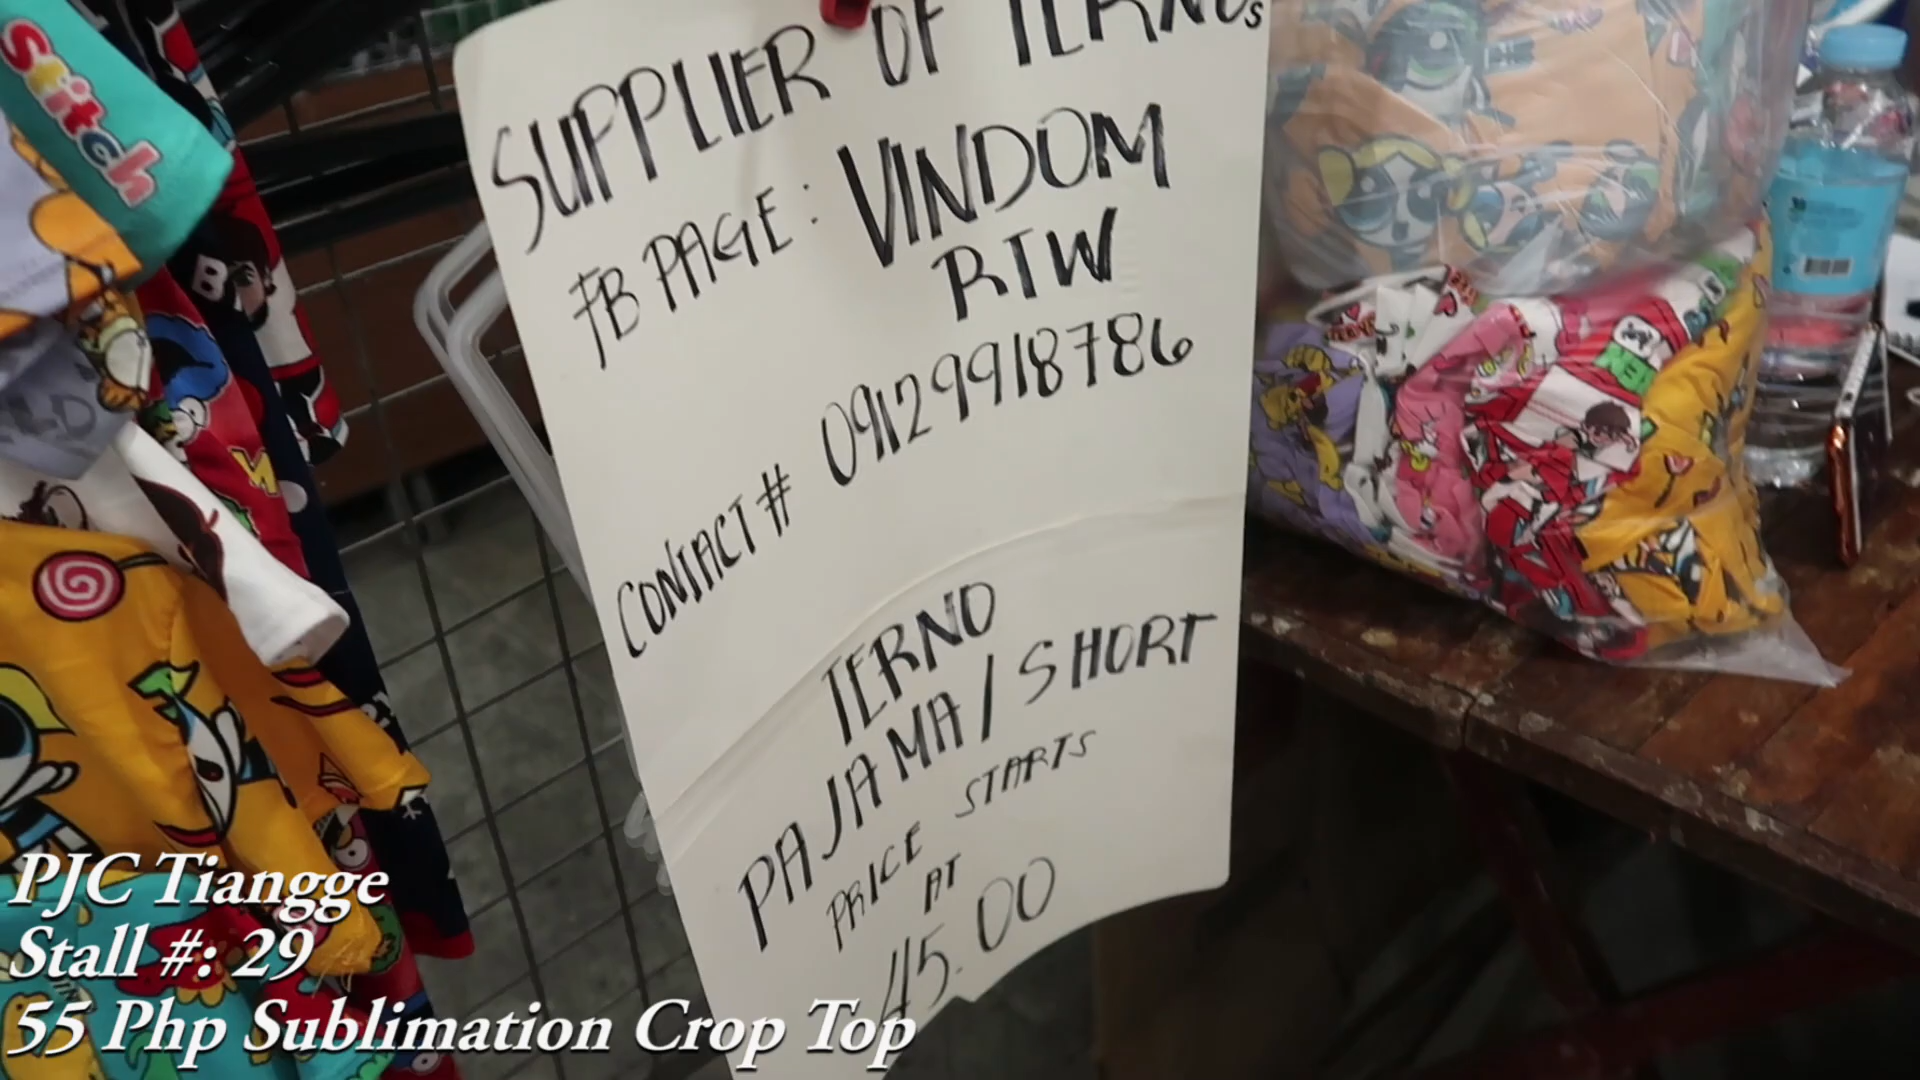 SUPPLIER OF TERNOS
FB PAGE: VINDOM
RTW
CONTACT # 09129918786
TERNO
PAJAMA/SHORT
PRICE STARTS
AT
45.00
Stitch
PJC Tiangge
Stall #: 29
55 Php Sublimation Crop Top